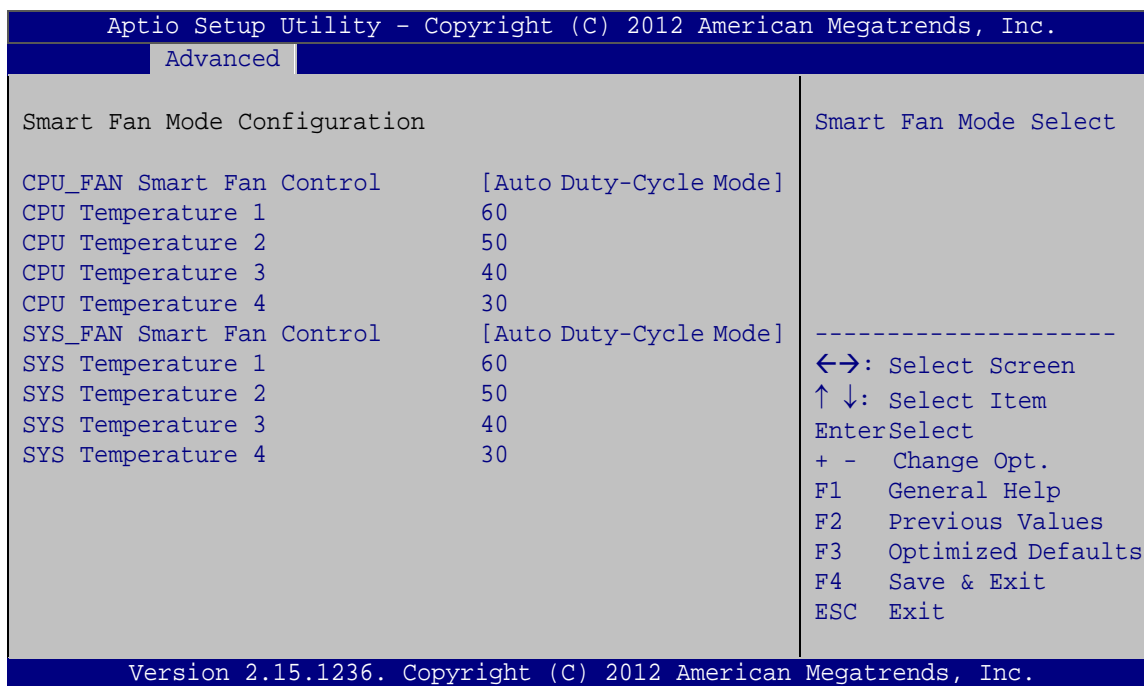 Aptio Setup Utility – Copyright (C) 2012 American Megatrends, Inc.
Advanced
Smart Fan Mode Configuration
CPU_FAN Smart Fan Control [Auto Duty-Cycle Mode]
CPU Temperature 1 60
CPU Temperature 2 50
CPU Temperature 3 40
CPU Temperature 4 30
SYS_FAN Smart Fan Control [Auto Duty-Cycle Mode]
SYS Temperature 1 60
SYS Temperature 2 50
SYS Temperature 3 40
SYS Temperature 4 30
Smart Fan Mode Select
---------------------
←→: Select Screen
↑ ↓: Select Item
EnterSelect
+ - Change Opt.
F1 General Help
F2 Previous Values
F3 Optimized Defaults
F4 Save & Exit
ESC Exit
Version 2.15.1236. Copyright (C) 2012 American Megatrends, Inc.